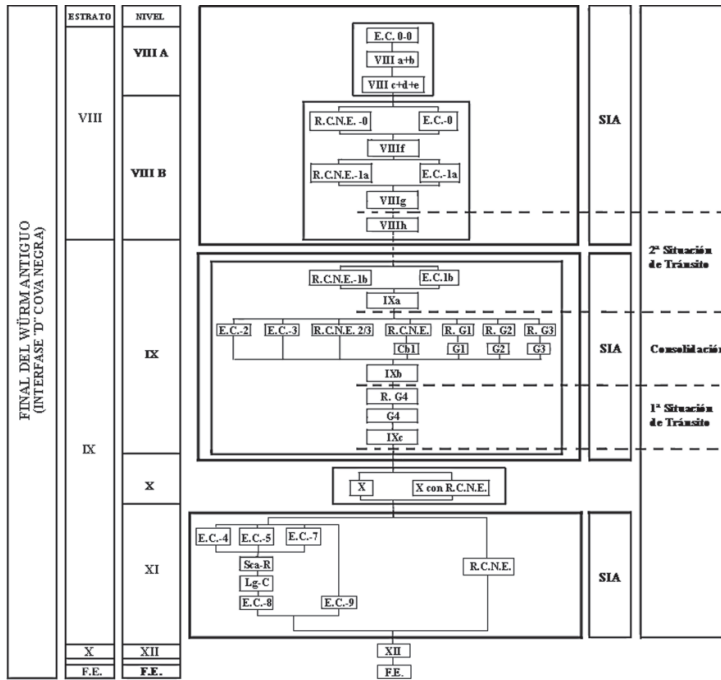 ESTRATO
NIVEL
FINAL DEL WÜRM ANTIGUO
(INTERFASE "D" COVA NEGRA)
VIII
IX
X
F.E.
VIII A
VIII B
IX
X
XI
XII
F.E.
E.C. 0-0
VIII a+b
VIII c+d+e
R.C.N.E. -0
E.C.-0
VIIIf
R.C.N.E.-1a
E.C.-1a
VIIIg
VIIIh
R.C.N.E.-1b
E.C.1b
IXa
E.C.-2
E.C.-3
R.C.N.E. 2/3
R.C.N.E.
R. G1
R. G2
R. G3
Cb1
G1
G2
G3
IXb
R. G4
G4
IXc
X
X con R.C.N.E.
E.C.-4
E.C.-5
E.C.-7
Sca-R
Lg-C
E.C.-8
E.C.-9
R.C.N.E.
XII
F.E.
SIA
SIA
SIA
2ª Situación
de Tránsito
Consolidación
1ª Situación
de Tránsito